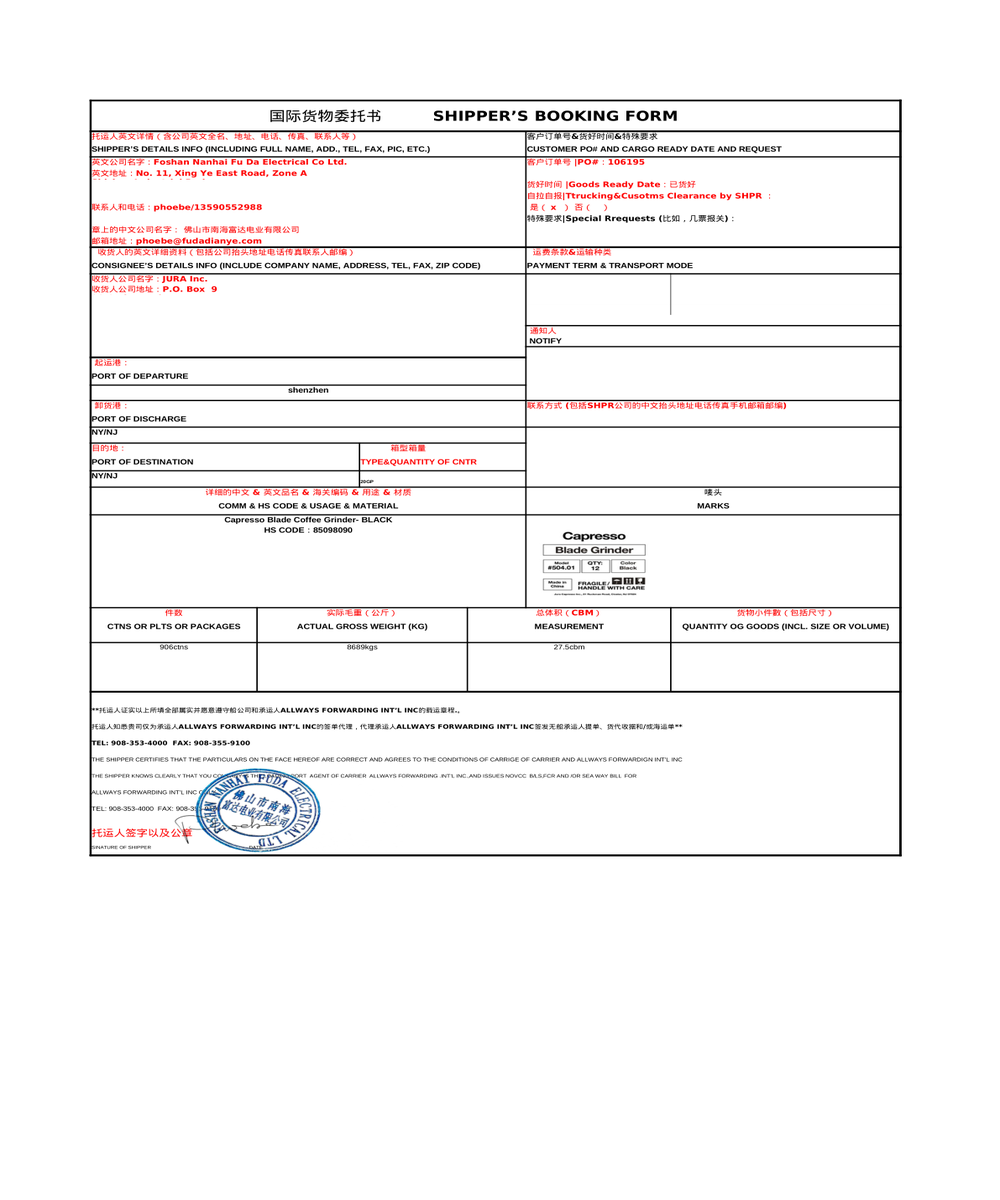 国际货物委托书 SHIPPER'S BOOKING FORM
托运人英文详情（含公司英文全名、地址、电话、传真、联系人等）
SHIPPER'S DETAILS INFO (INCLUDING FULL NAME, ADD., TEL, FAX, PIC, ETC.)
客户订单号&货好时间&特殊要求
CUSTOMER PO# AND CARGO READY DATE AND REQUEST
英文公司名字：Foshan Nanhai Fu Da Electrical Co Ltd.
英文地址：No. 11, Xing Ye East Road, Zone A
联系人和电话：phoebe/13590552988
章上的中文公司名字： 佛山市南海富达电业有限公司
邮箱地址：phoebe@fudadianye.com
客户订单号 |PO#：106195
货好时间 |Goods Ready Date：已货好
自拉自报|Ttrucking&Cusotms Clearance by SHPR ：
是（ x ）否（ ）
特殊要求|Special Rrequests (比如，几票报关)：
收货人的英文详细资料（包括公司抬头地址电话传真联系人邮编）
CONSIGNEE'S DETAILS INFO (INCLUDE COMPANY NAME, ADDRESS, TEL, FAX, ZIP CODE)
运费条款&运输种类
PAYMENT TERM & TRANSPORT MODE
收货人公司名字：JURA Inc.
收货人公司地址：P.O. Box 9
通知人
NOTIFY
起运港：
PORT OF DEPARTURE
shenzhen
卸货港：
PORT OF DISCHARGE
联系方式 (包括SHPR公司的中文抬头地址电话传真手机邮箱邮编)
NY/NJ
目的地：
PORT OF DESTINATION
箱型箱量
TYPE&QUANTITY OF CNTR
NY/NJ
20GP
详细的中文 & 英文品名 & 海关编码 & 用途 & 材质
COMM & HS CODE & USAGE & MATERIAL
唛头
MARKS
Capresso Blade Coffee Grinder- BLACK
HS CODE：85098090
Capresso
Blade Grinder
Model
#504.01
QTY:
12
Color
Black
Made in
China
FRAGILE/
HANDLE WITH CARE
件数
CTNS OR PLTS OR PACKAGES
实际毛重（公斤）
ACTUAL GROSS WEIGHT (KG)
总体积（CBM）
MEASUREMENT
货物小件數（包括尺寸）
QUANTITY OG GOODS (INCL. SIZE OR VOLUME)
906ctns
8689kgs
27.5cbm
**托运人证实以上所填全部属实并愿意遵守船公司和承运人ALLWAYS FORWARDING INT'L INC的载运章程。,
托运人知悉贵司仅为承运人ALLWAYS FORWARDING INT'L INC的签单代理，代理承运人ALLWAYS FORWARDING INT'L INC签发无船承运人提单、货代收据和/或海运单**
TEL: 908-353-4000 FAX: 908-355-9100
THE SHIPPER CERTIFIES THAT THE PARTICULARS ON THE FACE HEREOF ARE CORRECT AND AGREES TO THE CONDITIONS OF CARRIGE OF CARRIER AND ALLWAYS FORWARDIGN INT'L INC
THE SHIPPER KNOWS CLEARLY THAT YOU AGENT OF CARRIER ALLWAYS FORWARDING .INT'L INC.,AND ISSUES NOVCC B/LS,FCR AND /OR SEA WAY BILL FOR
ALLWAYS FORWARDING INT'L INC
TEL: 908-353-4000 FAX:
FOSHAN NANHAI FUDA ELECTRICAL LTD
佛山市南海
富达电业有限公司
托运人签字以及公章
SINATURE OF SHIPPER
DATE